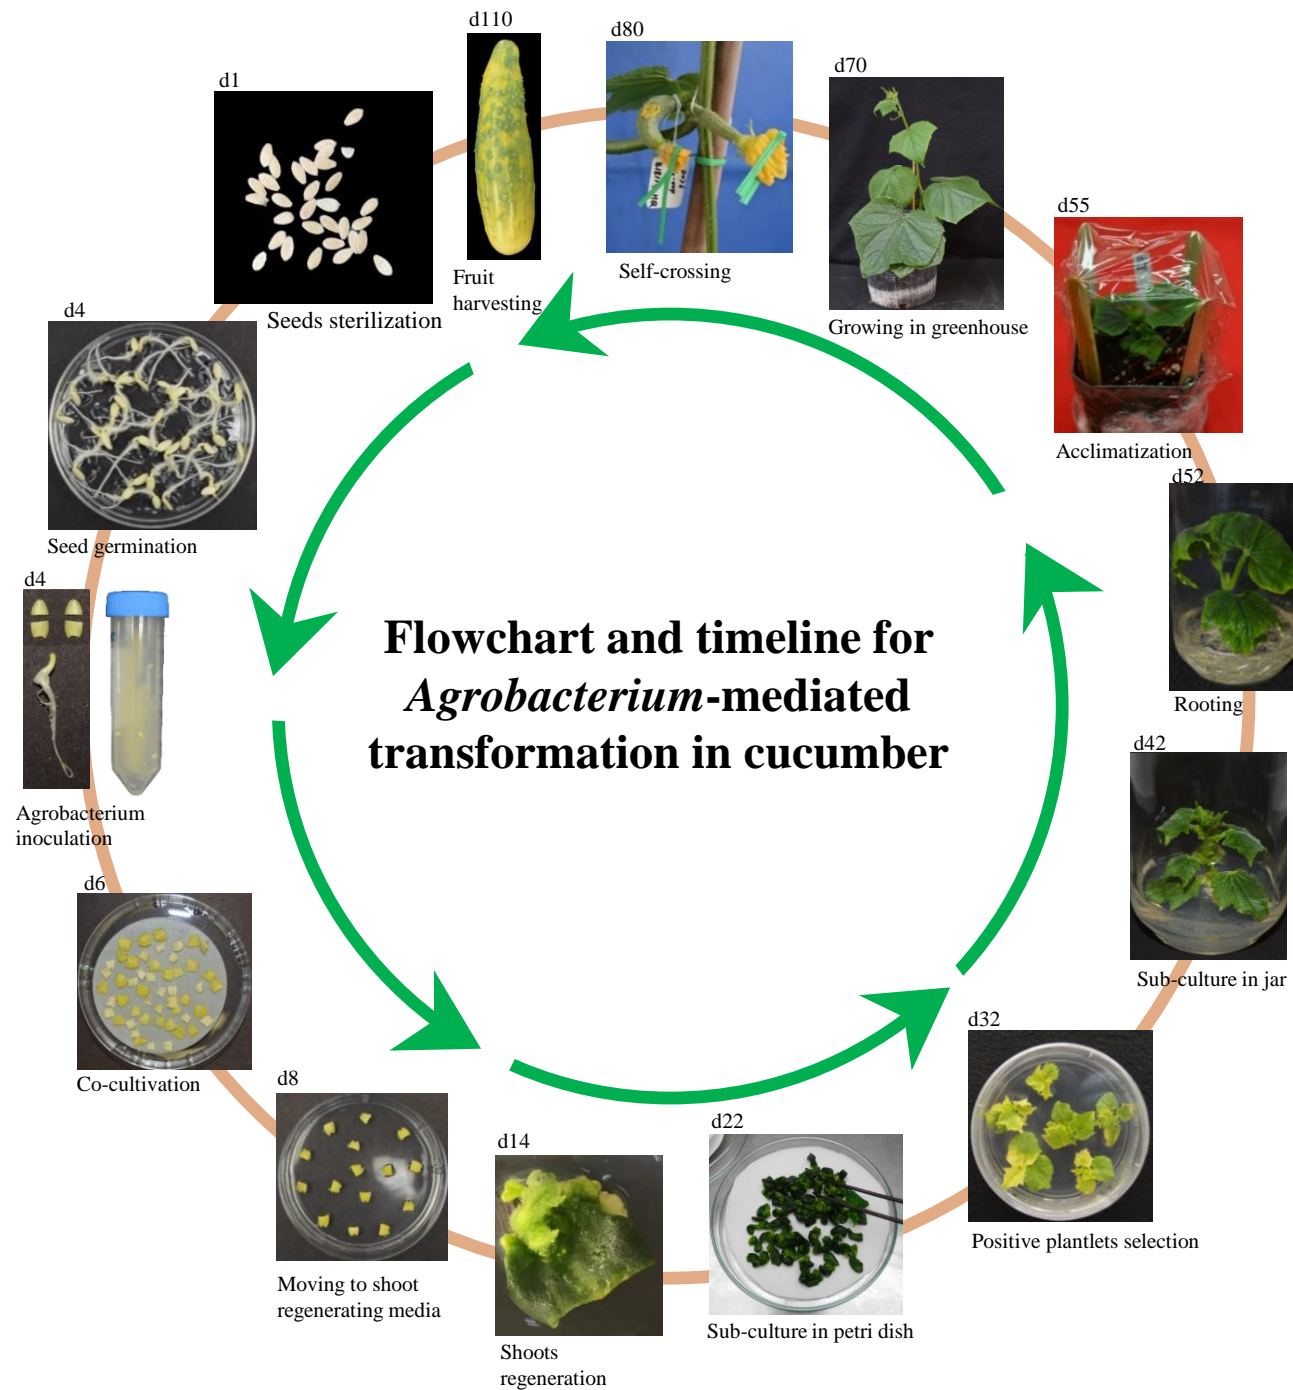 d1
Seeds sterilization
d4
Seed germination
d4
Agrobacterium
inoculation
d6
Co-cultivation
d8
Moving to shoot
regenerating media
d14
Shoots
regeneration
d22
Sub-culture in petri dish
d32
Positive plantlets selection
d42
Sub-culture in jar
d52
Rooting
d55
Acclimatization
d70
Growing in greenhouse
d80
Self-crossing
d110
Fruit
harvesting
Flowchart and timeline for
Agrobacterium-mediated
transformation in cucumber